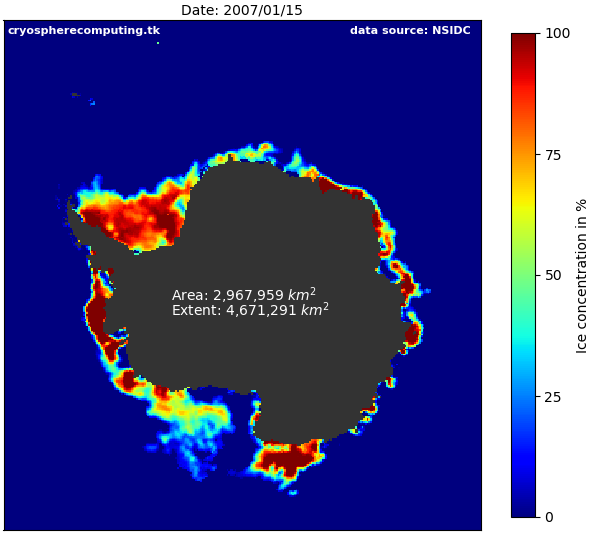 Date: 2007/01/15
cryospherecomputing.tk
data source: NSIDC
Area: 2,967,959 km²
Extent: 4,671,291 km²
100
75
50
25
0
Ice concentration in %